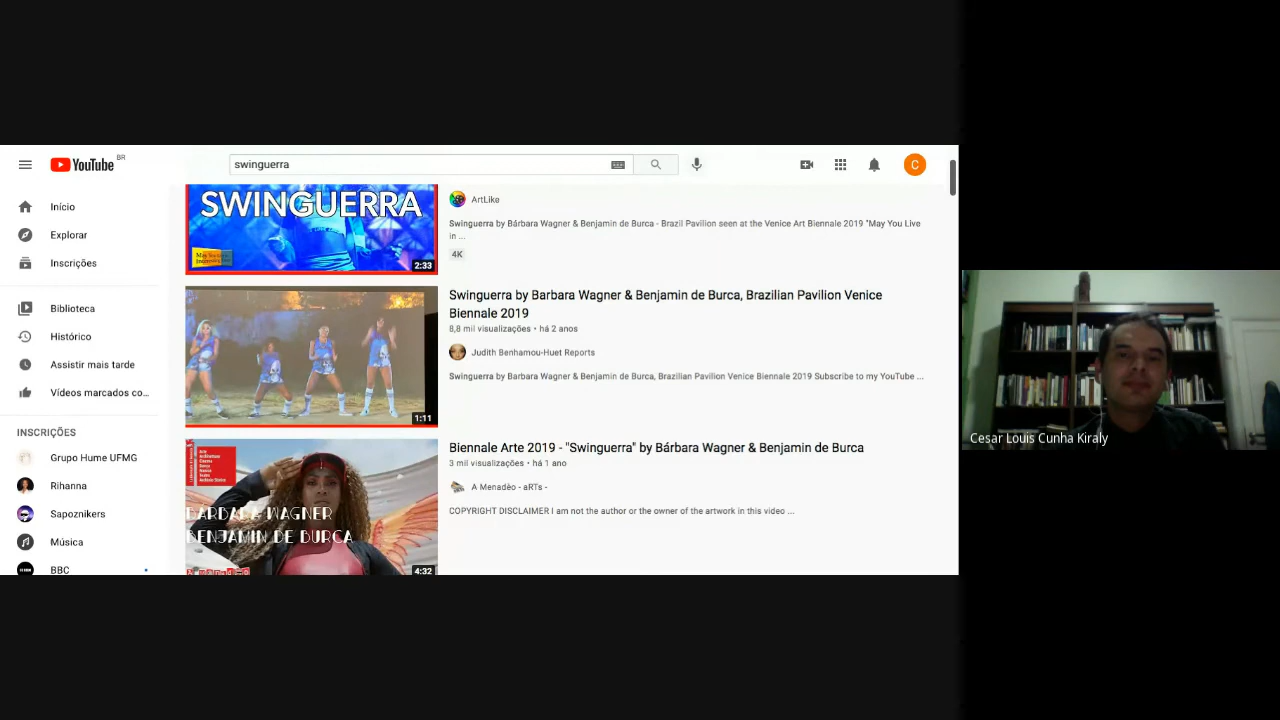 YouTube BR
swinguerra
C
Início
Explorar
Inscrições
Biblioteca
Histórico
Assistir mais tarde
Vídeos marcados co...
INSCRIÇÕES
Grupo Hume UFMG
Rihanna
Sapoznikers
Música
BBC
SWINGUERRA
2:33
ArtLike
Swinguerra by Bárbara Wagner & Benjamin de Burca - Brazil Pavilion seen at the Venice Art Biennale 2019 "May You Live
in ...
4K
1:11
Swinguerra by Barbara Wagner & Benjamin de Burca, Brazilian Pavilion Venice
Biennale 2019
8,8 mil visualizações • há 2 anos
Judith Benhamou-Huet Reports
Swinguerra by Barbara Wagner & Benjamin de Burca, Brazilian Pavilion Venice Biennale 2019 Subscribe to my YouTube ...
BARBARA WAGNER
BENJAMIN DE BURCA
4:32
Biennale Arte 2019 - "Swinguerra" by Bárbara Wagner & Benjamin de Burca
3 mil visualizações • há 1 ano
A Menadèo - aRTs -
COPYRIGHT DISCLAIMER I am not the author or the owner of the artwork in this video ...
Cesar Louis Cunha Kiraly